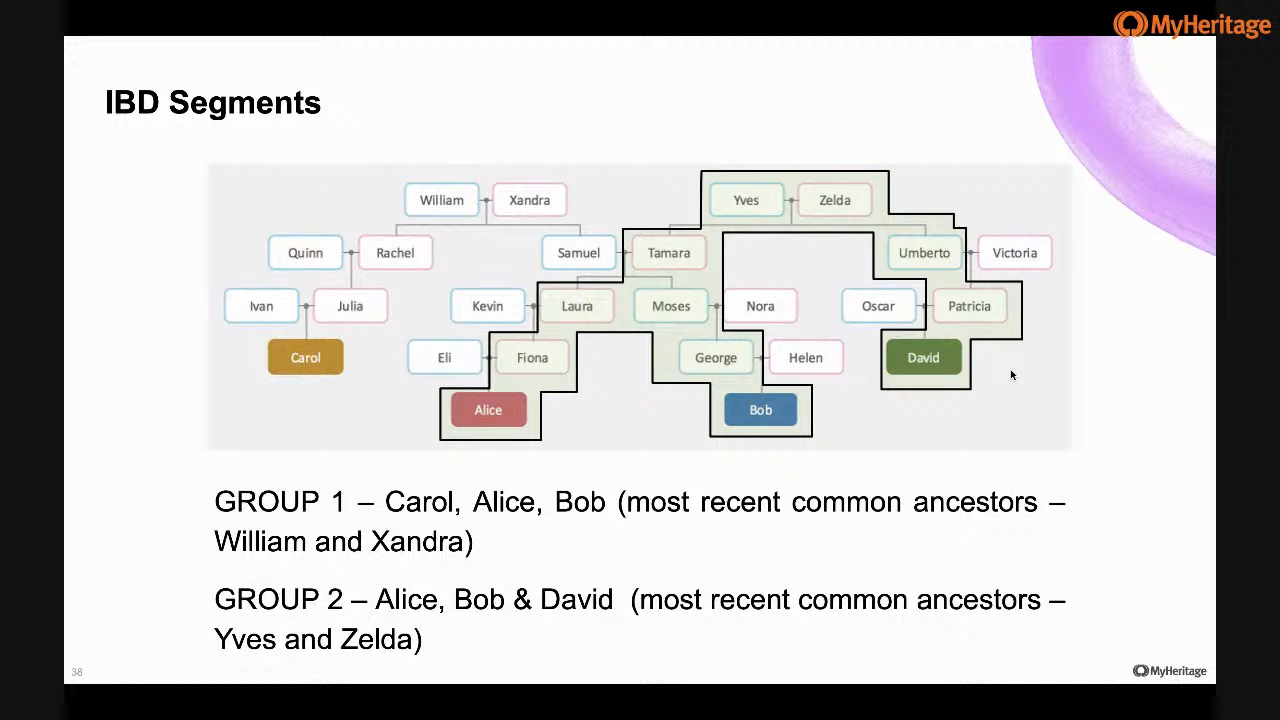 MyHeritage
IBD Segments
William Xandra Yves Zelda
Quinn Rachel Samuel Tamara Umberto Victoria
Ivan Julia Kevin Laura Moses Nora Oscar Patricia
Carol Eli Fiona George Helen David
Alice Bob
GROUP 1 – Carol, Alice, Bob (most recent common ancestors –
William and Xandra)
GROUP 2 – Alice, Bob & David (most recent common ancestors –
Yves and Zelda)
38 MyHeritage